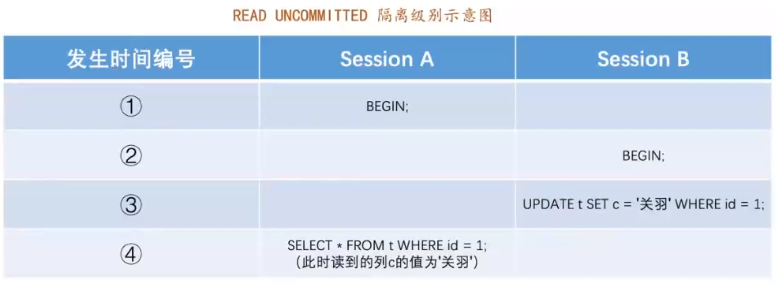 READ UNCOMMITTED 隔离级别示意图
发生时间编号 Session A Session B
① BEGIN;
② BEGIN;
③ UPDATE t SET c = '关羽' WHERE id = 1;
④ SELECT * FROM t WHERE id = 1;
（此时读到的列c的值为'关羽'）